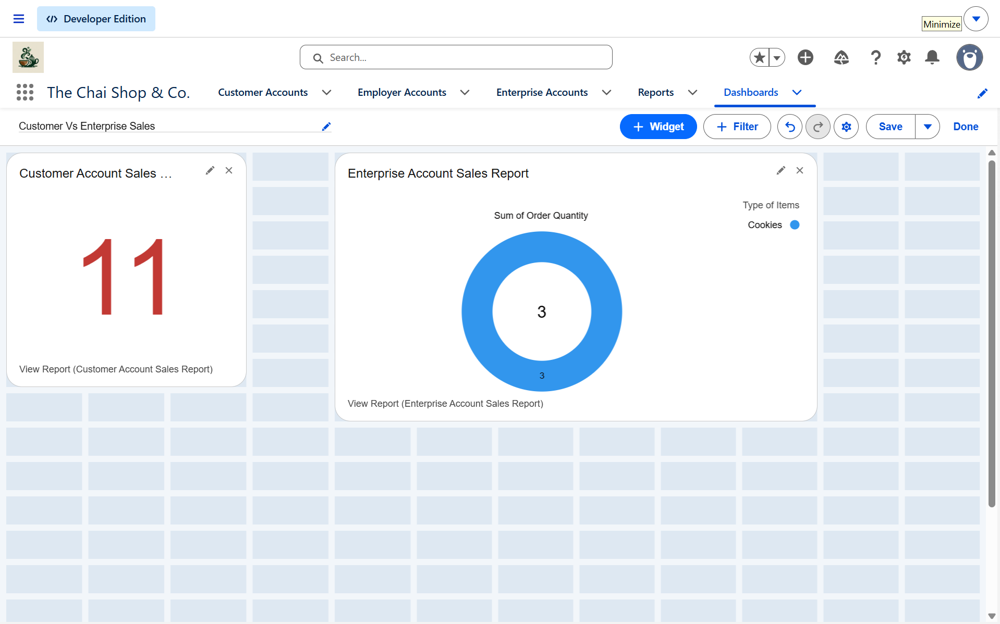 Developer Edition
Minimize
Search...
The Chai Shop & Co.
Customer Accounts
Employer Accounts
Enterprise Accounts
Reports
Dashboards
Customer Vs Enterprise Sales
+ Widget
+ Filter
Save
Done
Customer Account Sales ...
11
View Report (Customer Account Sales Report)
Enterprise Account Sales Report
Type of Items
Cookies
Sum of Order Quantity
3
3
View Report (Enterprise Account Sales Report)